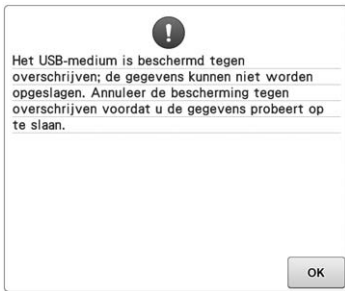 Het USB-medium is beschermd tegen
overschrijven; de gegevens kunnen niet worden
opgeslagen. Annuleer de bescherming tegen
overschrijven voordat u de gegevens probeert op
te slaan.
OK